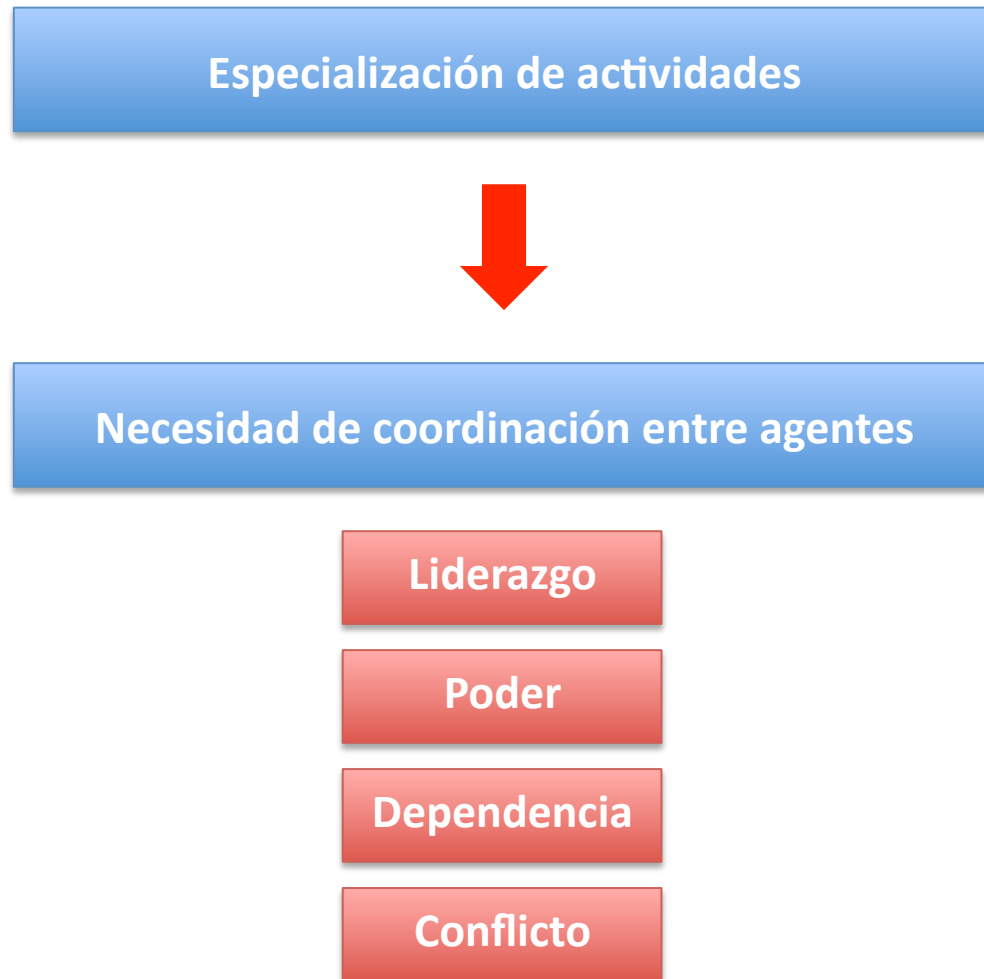 Especialización de actividades
Necesidad de coordinación entre agentes
Liderazgo
Poder
Dependencia
Conflicto